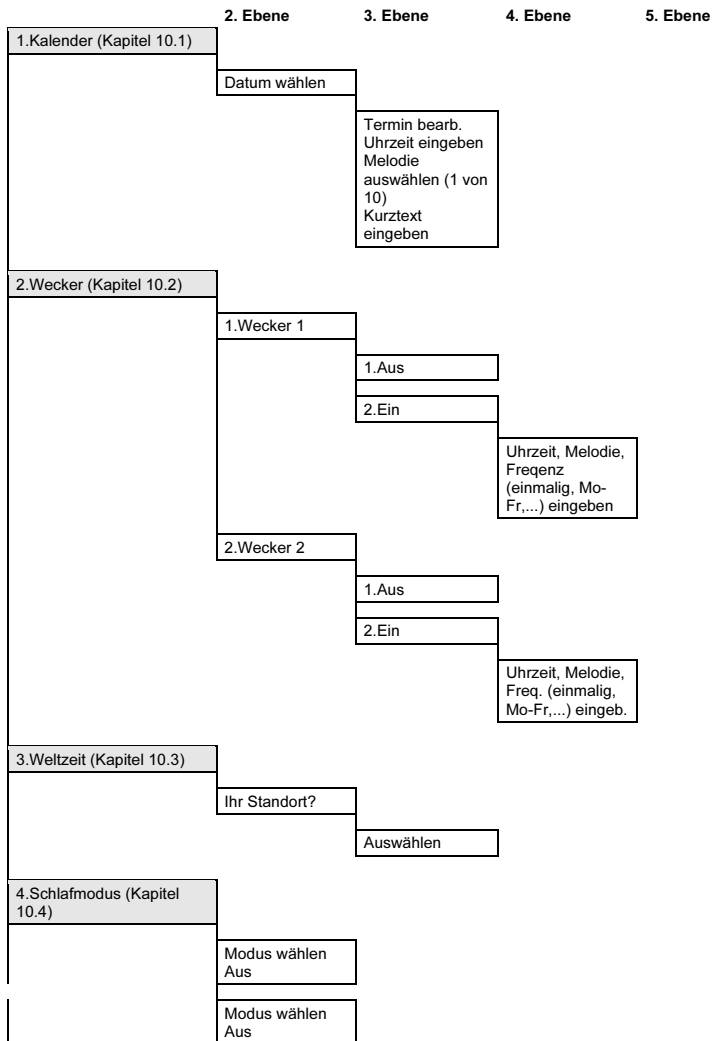 2. Ebene 3. Ebene 4. Ebene 5. Ebene
1.Kalender (Kapitel 10.1)
Datum wählen
Termin bearb.
Uhrzeit eingeben
Melodie
auswählen (1 von
10)
Kurztext
eingeben
2.Wecker (Kapitel 10.2)
1.Wecker 1
1.Aus
2.Ein
Uhrzeit, Melodie,
Freqenz
(einmalig, Mo-
Fr,...) eingeben
2.Wecker 2
1.Aus
2.Ein
Uhrzeit, Melodie,
Freq. (einmalig,
Mo-Fr,...) eingeb.
3.Weltzeit (Kapitel 10.3)
Ihr Standort?
Auswählen
4.Schlafmodus (Kapitel
10.4)
Modus wählen
Aus
Modus wählen
Aus